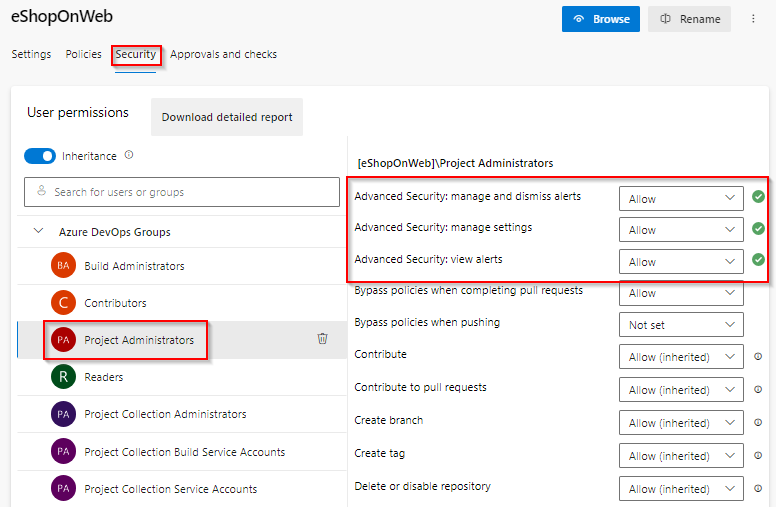 eShopOnWeb
Browse
Rename
Settings Policies Security Approvals and checks
User permissions
Download detailed report
Inheritance
Search for users or groups
Azure DevOps Groups
BA Build Administrators
C Contributors
PA Project Administrators
R Readers
PA Project Collection Administrators
PA Project Collection Build Service Accounts
PA Project Collection Service Accounts
[eShopOnWeb]\Project Administrators
Advanced Security: manage and dismiss alerts Allow
Advanced Security: manage settings Allow
Advanced Security: view alerts Allow
Bypass policies when completing pull requests Allow
Bypass policies when pushing Not set
Contribute Allow (inherited)
Contribute to pull requests Allow (inherited)
Create branch Allow (inherited)
Create tag Allow (inherited)
Delete or disable repository Allow (inherited)